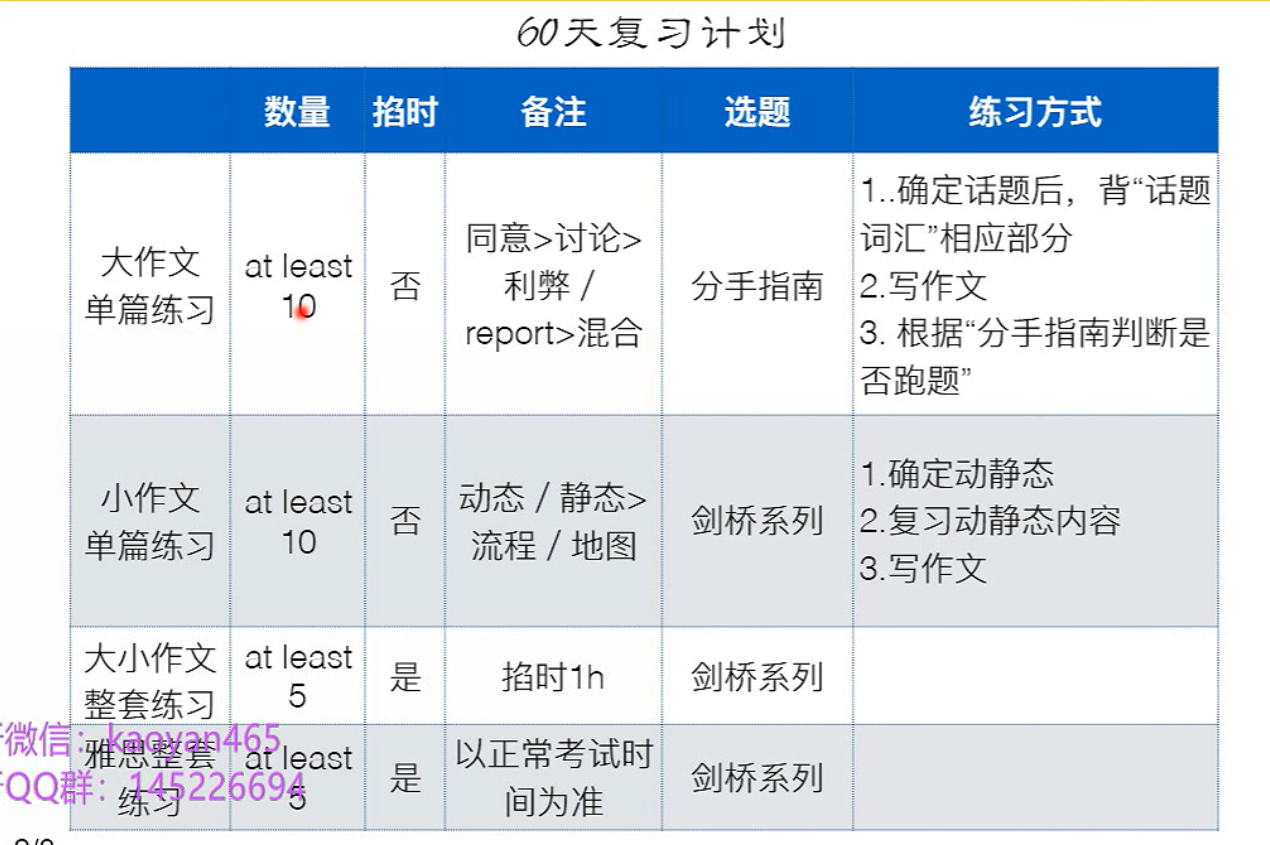 60天复习计划
数量 掐时 备注 选题 练习方式
大作文
单篇练习
at least
10
否
同意>讨论>
利弊 /
report>混合
分手指南
1..确定话题后，背“话题
词汇”相应部分
2.写作文
3. 根据“分手指南判断是
否跑题”
小作文
单篇练习
at least
10
否
动态 / 静态>
流程 / 地图
剑桥系列
1.确定动静态
2.复习动静态内容
3.写作文
大小作文
整套练习
at least
5
是
掐时1h
剑桥系列
雅思整套
练习
at least
5
是
以正常考试时
间为准
剑桥系列
微信：kaoyan465
QQ群：145226694